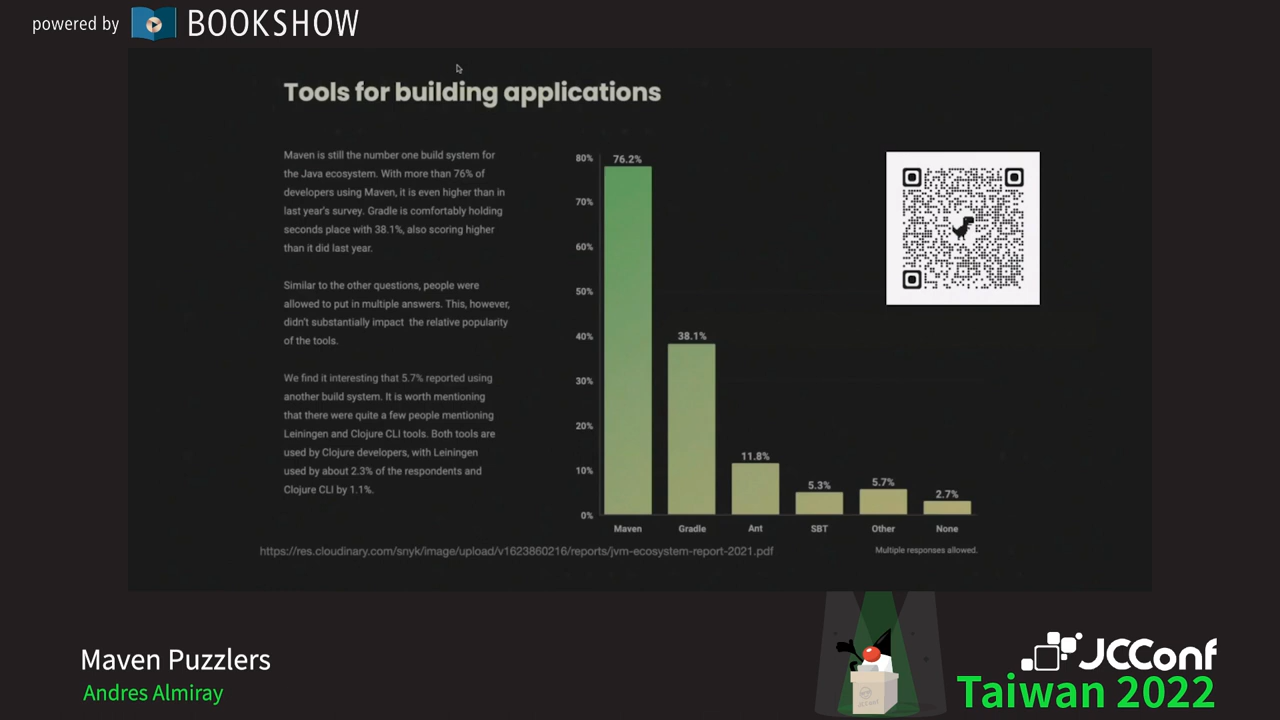 powered by BOOKSHOW
Tools for building applications
Maven is still the number one build system for
the Java ecosystem. With more than 76% of
developers using Maven, it is even higher than in
last year's survey. Gradle is comfortably holding
seconds place with 38.1%, also scoring higher
than it did last year.
Similar to the other questions, people were
allowed to put in multiple answers. This, however,
didn't substantially impact the relative popularity
of the tools.
We find it interesting that 5.7% reported using
another build system. It is worth mentioning
that there were quite a few people mentioning
Leiningen and Clojure CLI tools. Both tools are
used by Clojure developers, with Leiningen
used by about 2.3% of the respondents and
Clojure CLI by 1.1%.
80%
70%
60%
50%
40%
30%
20%
10%
0%
76.2%
38.1%
11.8%
5.3%
5.7%
2.7%
Maven Gradle Ant SBT Other None
https://res.cloudinary.com/snyk/image/upload/v1623860216/reports/jvm-ecosystem-report-2021.pdf
Multiple responses allowed.
Maven Puzzlers
Andres Almiray
JCConf
JCConf
Taiwan 2022